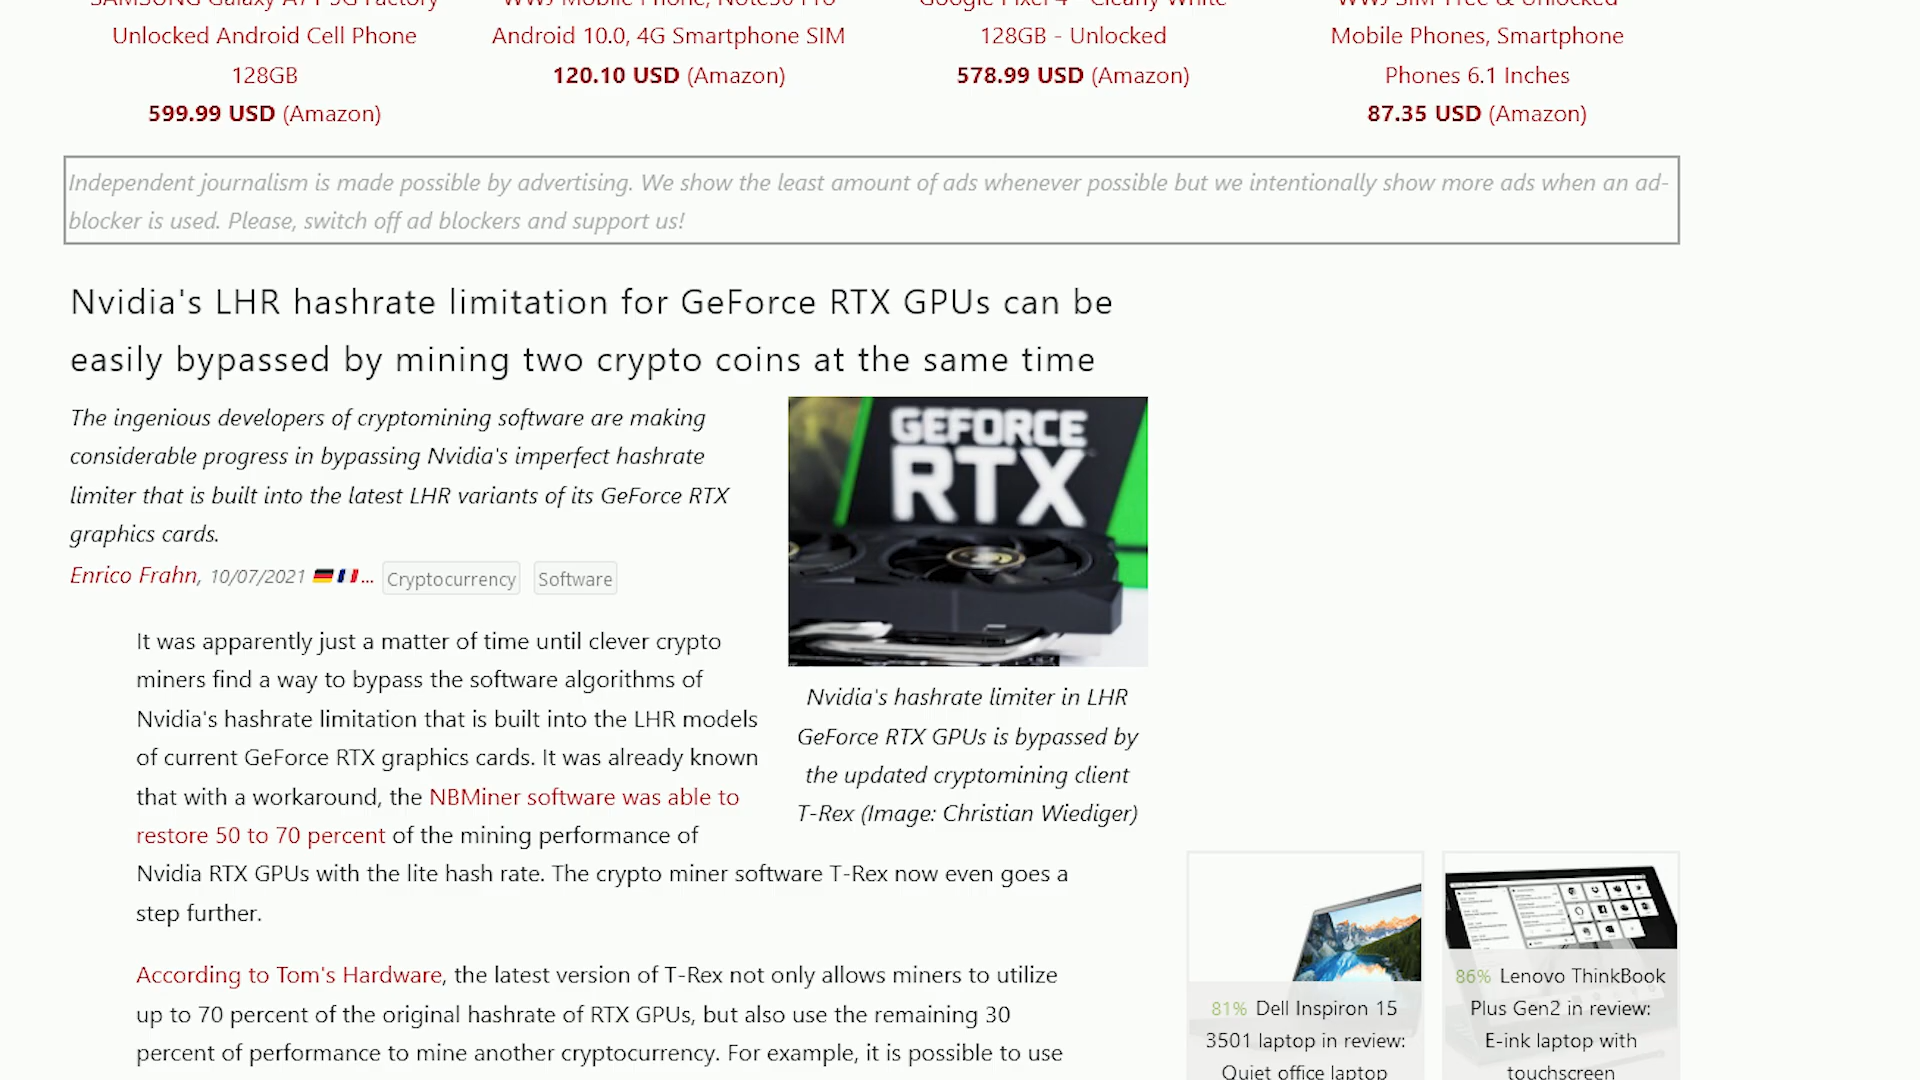 SAMSUNG Galaxy A71 5G Factory
Unlocked Android Cell Phone
128GB
599.99 USD (Amazon)
Android 10.0, 4G Smartphone SIM
120.10 USD (Amazon)
Google Pixel 4 - Clearly White
128GB - Unlocked
578.99 USD (Amazon)
Mobile Phones, Smartphone
Phones 6.1 Inches
87.35 USD (Amazon)
Independent journalism is made possible by advertising. We show the least amount of ads whenever possible but we intentionally show more ads when an ad-
blocker is used. Please, switch off ad blockers and support us!
Nvidia's LHR hashrate limitation for GeForce RTX GPUs can be
easily bypassed by mining two crypto coins at the same time
The ingenious developers of cryptomining software are making
considerable progress in bypassing Nvidia's imperfect hashrate
limiter that is built into the latest LHR variants of its GeForce RTX
graphics cards.
Enrico Frahn, 10/07/2021 ... Cryptocurrency Software
GEFORCE
RTX
Nvidia's hashrate limiter in LHR
GeForce RTX GPUs is bypassed by
the updated cryptomining client
T-Rex (Image: Christian Wiediger)
It was apparently just a matter of time until clever crypto
miners find a way to bypass the software algorithms of
Nvidia's hashrate limitation that is built into the LHR models
of current GeForce RTX graphics cards. It was already known
that with a workaround, the NBMiner software was able to
restore 50 to 70 percent of the mining performance of
Nvidia RTX GPUs with the lite hash rate. The crypto miner software T-Rex now even goes a
step further.
According to Tom's Hardware, the latest version of T-Rex not only allows miners to utilize
up to 70 percent of the original hashrate of RTX GPUs, but also use the remaining 30
percent of performance to mine another cryptocurrency. For example, it is possible to use
81% Dell Inspiron 15
3501 laptop in review:
Quiet office laptop
86% Lenovo ThinkBook
Plus Gen2 in review:
E-ink laptop with
touchscreen